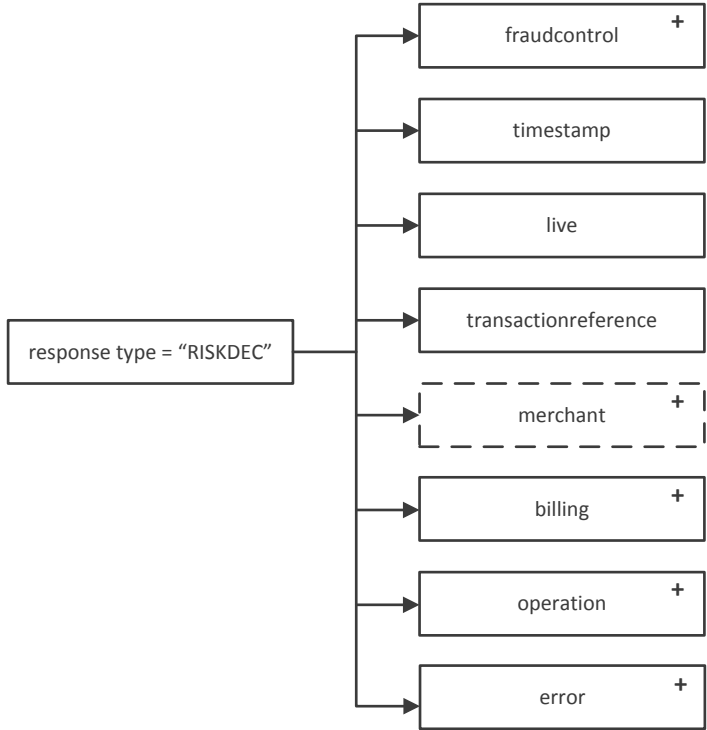 fraudcontrol +
timestamp
live
transactionreference
response type = “RISKDEC”
merchant +
billing +
operation +
error +